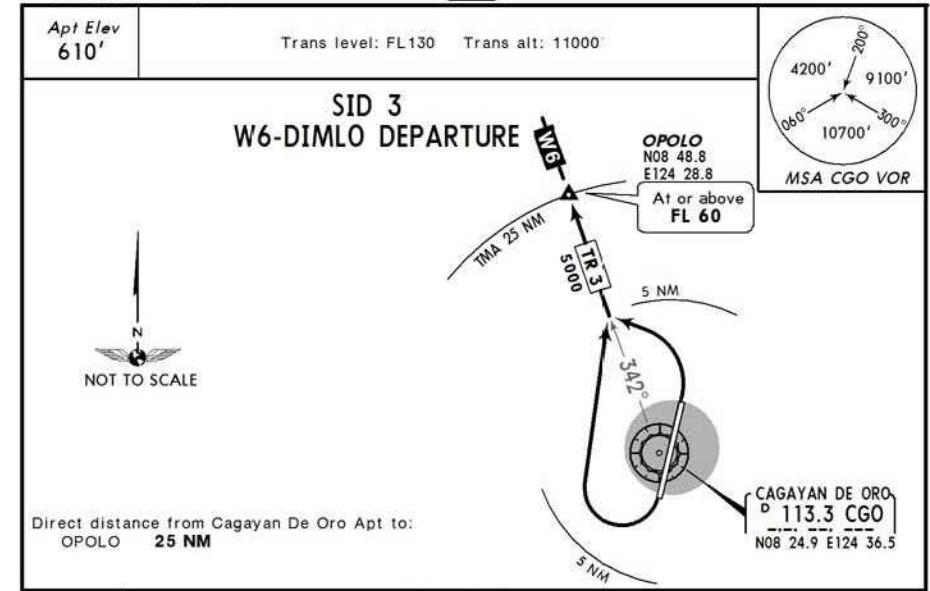 Apt Elev
610'
Trans level: FL130 Trans alt: 11000'
200°
4200'
9100'
060°
300°
10700'
MSA CGO VOR
SID 3
W6-DIMLO DEPARTURE
W6
OPOLO
N08 48.8
E124 28.8
At or above
FL 60
TMA 25 NM
TR 3
5000
5 NM
342°
N
NOT TO SCALE
CAGAYAN DE ORO
D 113.3 CGO
N08 24.9 E124 36.5
Direct distance from Cagayan De Oro Apt to:
OPOLO 25 NM
5 NM